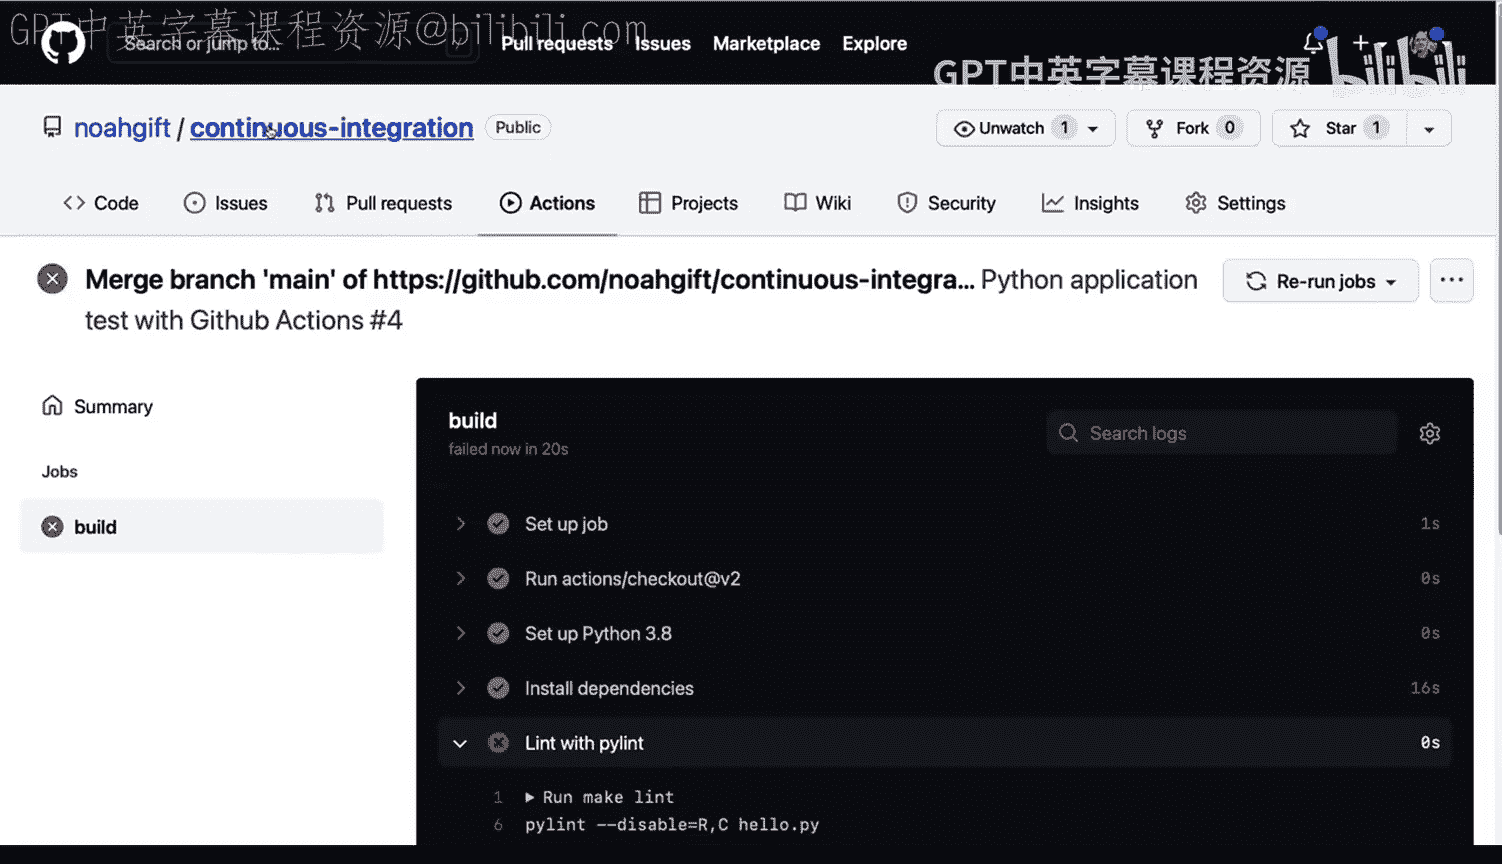 GPT中英字幕课程资源@bilibili.com
Search or jump to...
Pull requests Issues Marketplace Explore
GPT中英字幕课程资源 bilibili
noahgift / continuous-integration Public
Unwatch 1 Fork 0 Star 1
Code Issues Pull requests Actions Projects Wiki Security Insights Settings
Merge branch 'main' of https://github.com/noahgift/continuous-integra... Python application
test with Github Actions #4
Re-run jobs
Summary
Jobs
build
build
failed now in 20s
Search logs
Set up job 1s
Run actions/checkout@v2 0s
Set up Python 3.8 0s
Install dependencies 16s
Lint with pylint 0s
1 Run make lint
6 pylint --disable=R,C hello.py